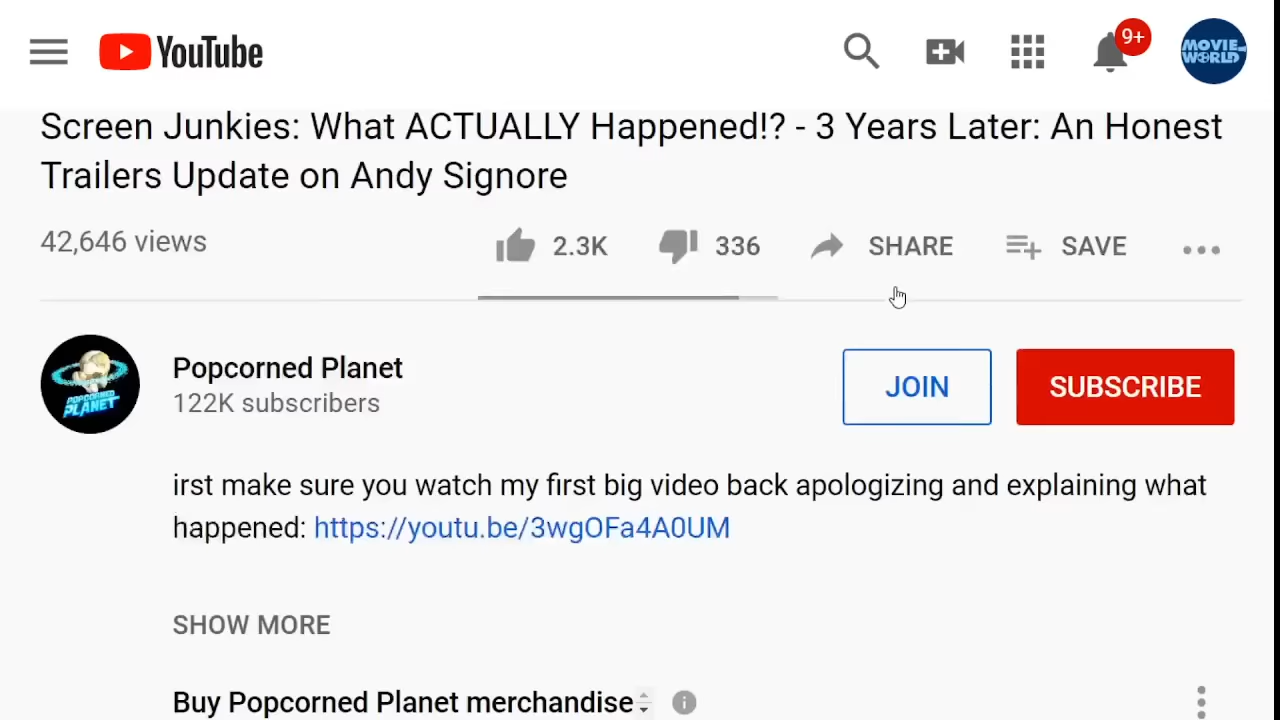 YouTube
9+
MOVIE
WORLD
Screen Junkies: What ACTUALLY Happened!? - 3 Years Later: An Honest
Trailers Update on Andy Signore
42,646 views
2.3K
336
SHARE
SAVE
Popcorned Planet
122K subscribers
POPCORNED
PLANET
JOIN
SUBSCRIBE
irst make sure you watch my first big video back apologizing and explaining what
happened: https://youtu.be/3wgOFa4A0UM
SHOW MORE
Buy Popcorned Planet merchandise